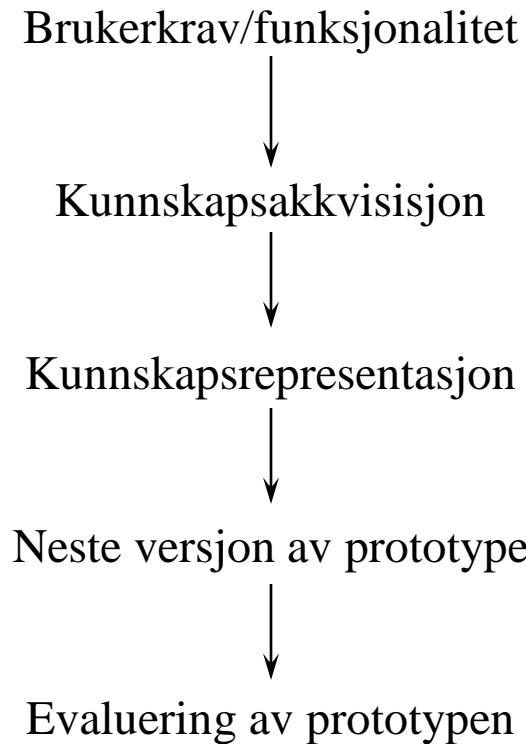 Brukerkrav/funksjonalitet
Kunnskapsakkvisisjon
Kunnskapsrepresentasjon
Neste versjon av prototype
Evaluering av prototypen